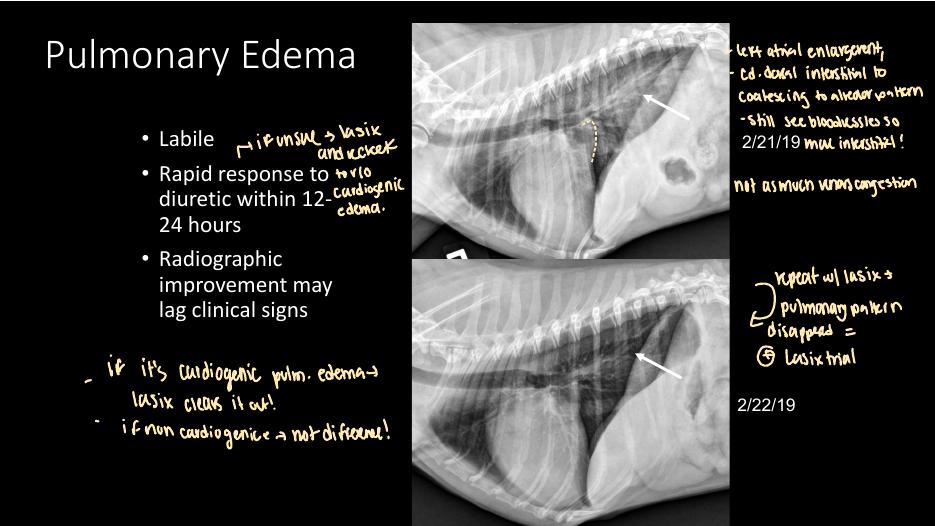 Pulmonary Edema
• Labile
if unsure → lasix
and recheck
to r/o
cardiogenic
edema.
• Rapid response to
diuretic within 12-
24 hours
• Radiographic
improvement may
lag clinical signs
- if it's cardiogenic pulm. edema →
lasix clears it out!
- if non cardiogenic → not difference!
- left atrial enlargement,
- cd. dorsal interstitial to
coalescing to alveolar pattern
- still see bloodvessles so
2/21/19 more interstitial!
not as much venous congestion
repeat w/ lasix →
pulmonary pattern
disappeared =
⊕ Lasix trial
2/22/19